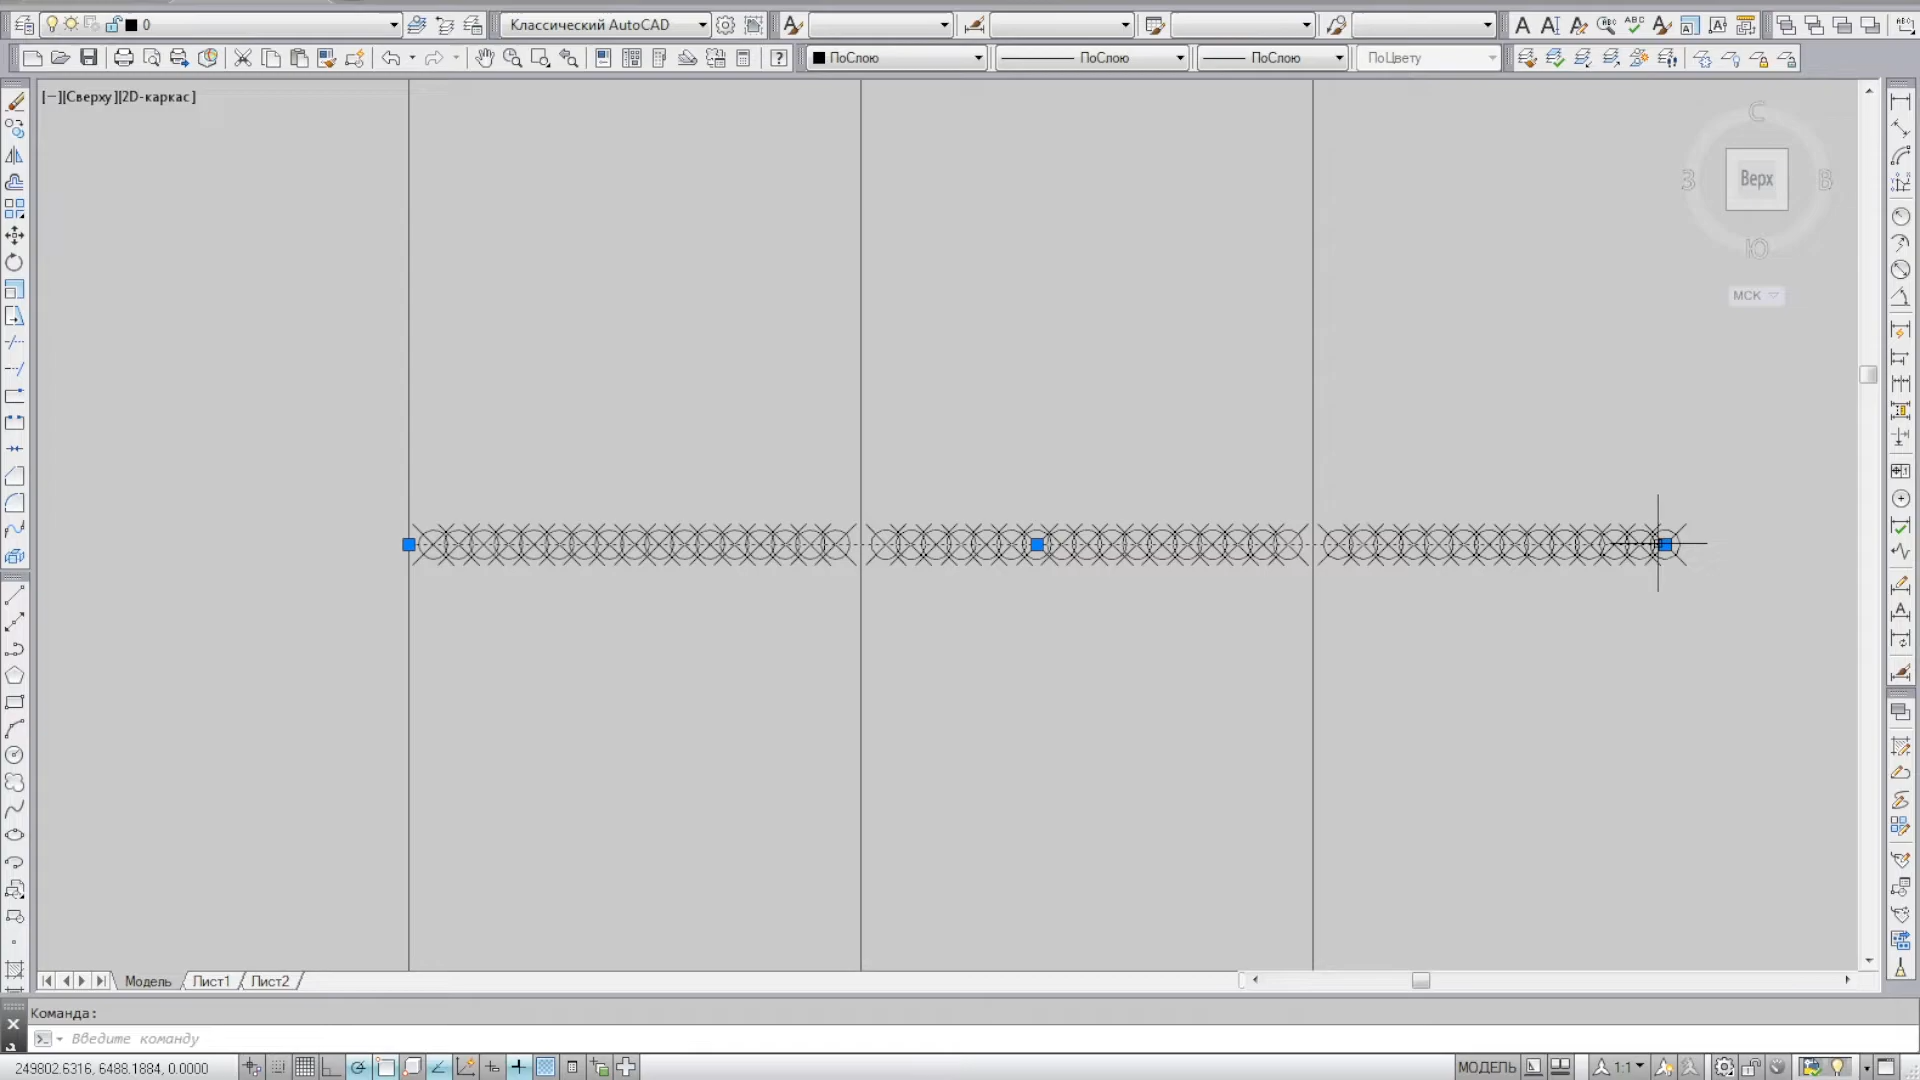 0
Классический AutoCAD
ПоСлою
ПоСлою
ПоСлою
ПоЦвету
[−][Сверху][2D-каркас]
С
З
Верх
В
Ю
МСК
Модель
Лист1
Лист2
Команда:
Введите команду
249802.6316, 6488.1884, 0.0000
МОДЕЛЬ
1:1